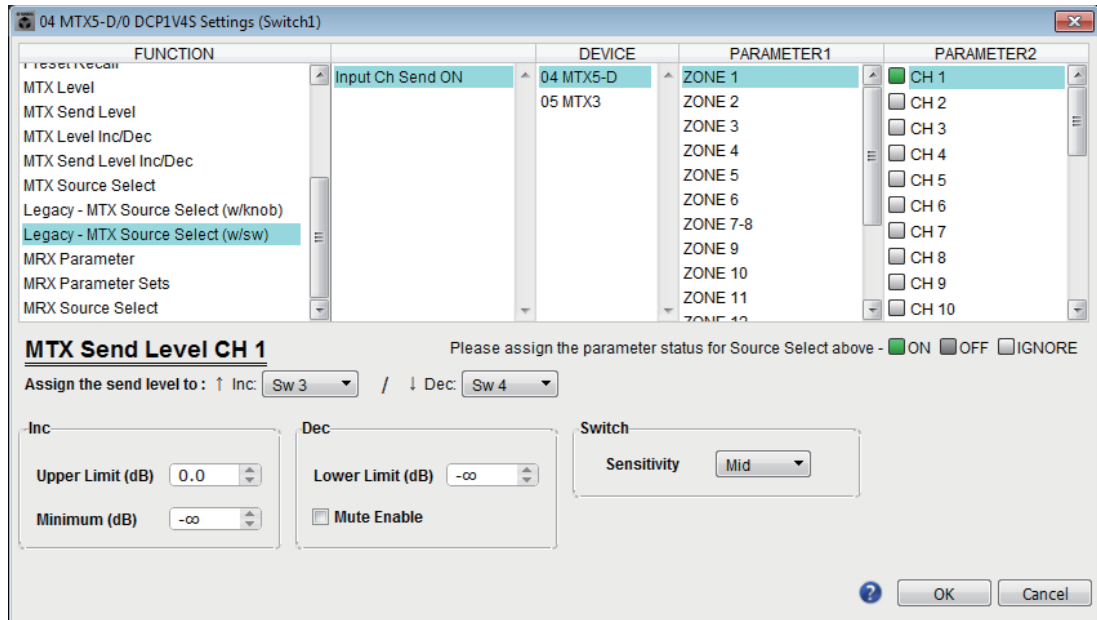 04 MTX5-D/0 DCP1V4S Settings (Switch1)
FUNCTION
DEVICE
PARAMETER1
PARAMETER2
Preset Recall
MTX Level
MTX Send Level
MTX Level Inc/Dec
MTX Send Level Inc/Dec
MTX Source Select
Legacy - MTX Source Select (w/knob)
Legacy - MTX Source Select (w/sw)
MRX Parameter
MRX Parameter Sets
MRX Source Select
Input Ch Send ON
04 MTX5-D
05 MTX3
ZONE 1
ZONE 2
ZONE 3
ZONE 4
ZONE 5
ZONE 6
ZONE 7-8
ZONE 9
ZONE 10
ZONE 11
ZONE 12
CH 1
CH 2
CH 3
CH 4
CH 5
CH 6
CH 7
CH 8
CH 9
CH 10
MTX Send Level CH 1
Please assign the parameter status for Source Select above - ON OFF IGNORE
Assign the send level to : ↑ Inc: Sw 3 / ↓ Dec: Sw 4
Inc
Upper Limit (dB) 0.0
Minimum (dB) -∞
Dec
Lower Limit (dB) -∞
Mute Enable
Switch
Sensitivity Mid
? OK Cancel